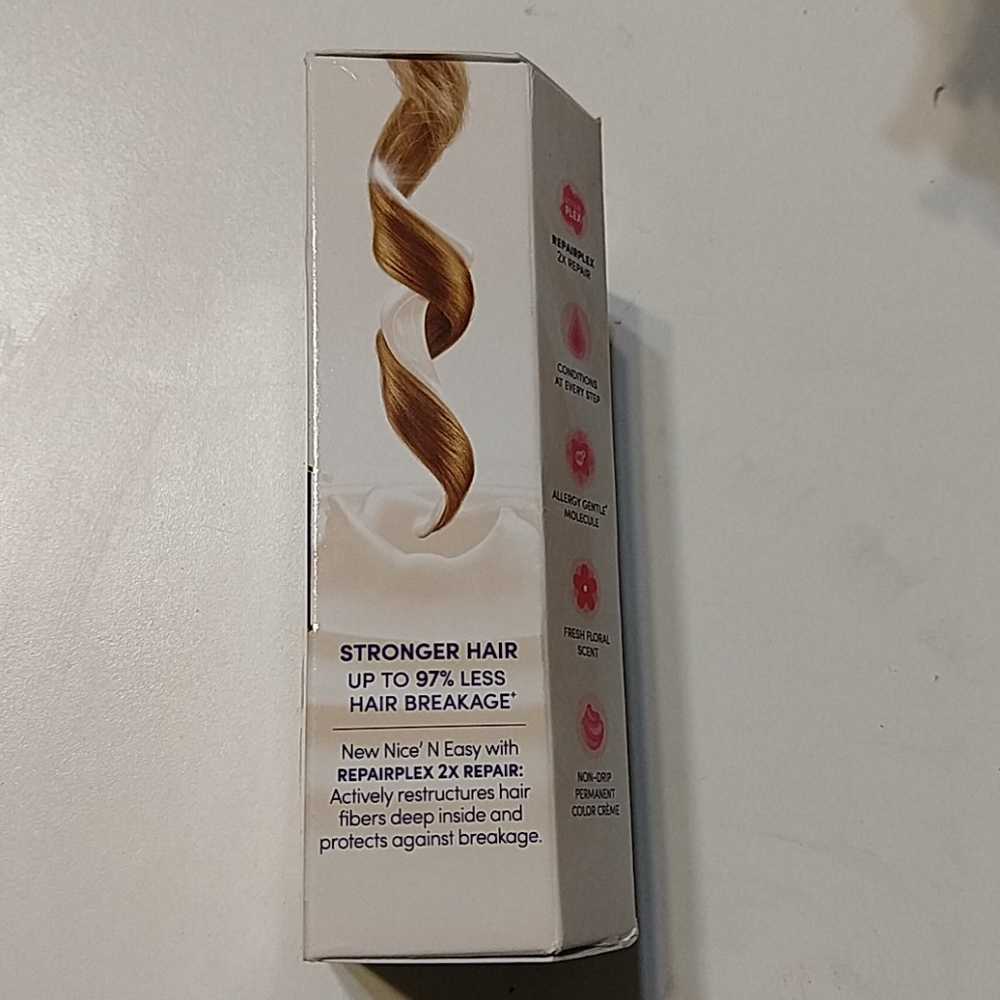 STRONGER HAIR
UP TO 97% LESS
HAIR BREAKAGE⁺
New Nice' N Easy with
REPAIRPLEX 2X REPAIR:
Actively restructures hair
fibers deep inside and
protects against breakage.
PLEX
REPAIRPLEX
2X REPAIR
CONDITIONS
AT EVERY STEP
ALLERGY GENTLE*
MOLECULE
FRESH FLORAL
SCENT
NON-DRIP
PERMANENT
COLOR CRÈME